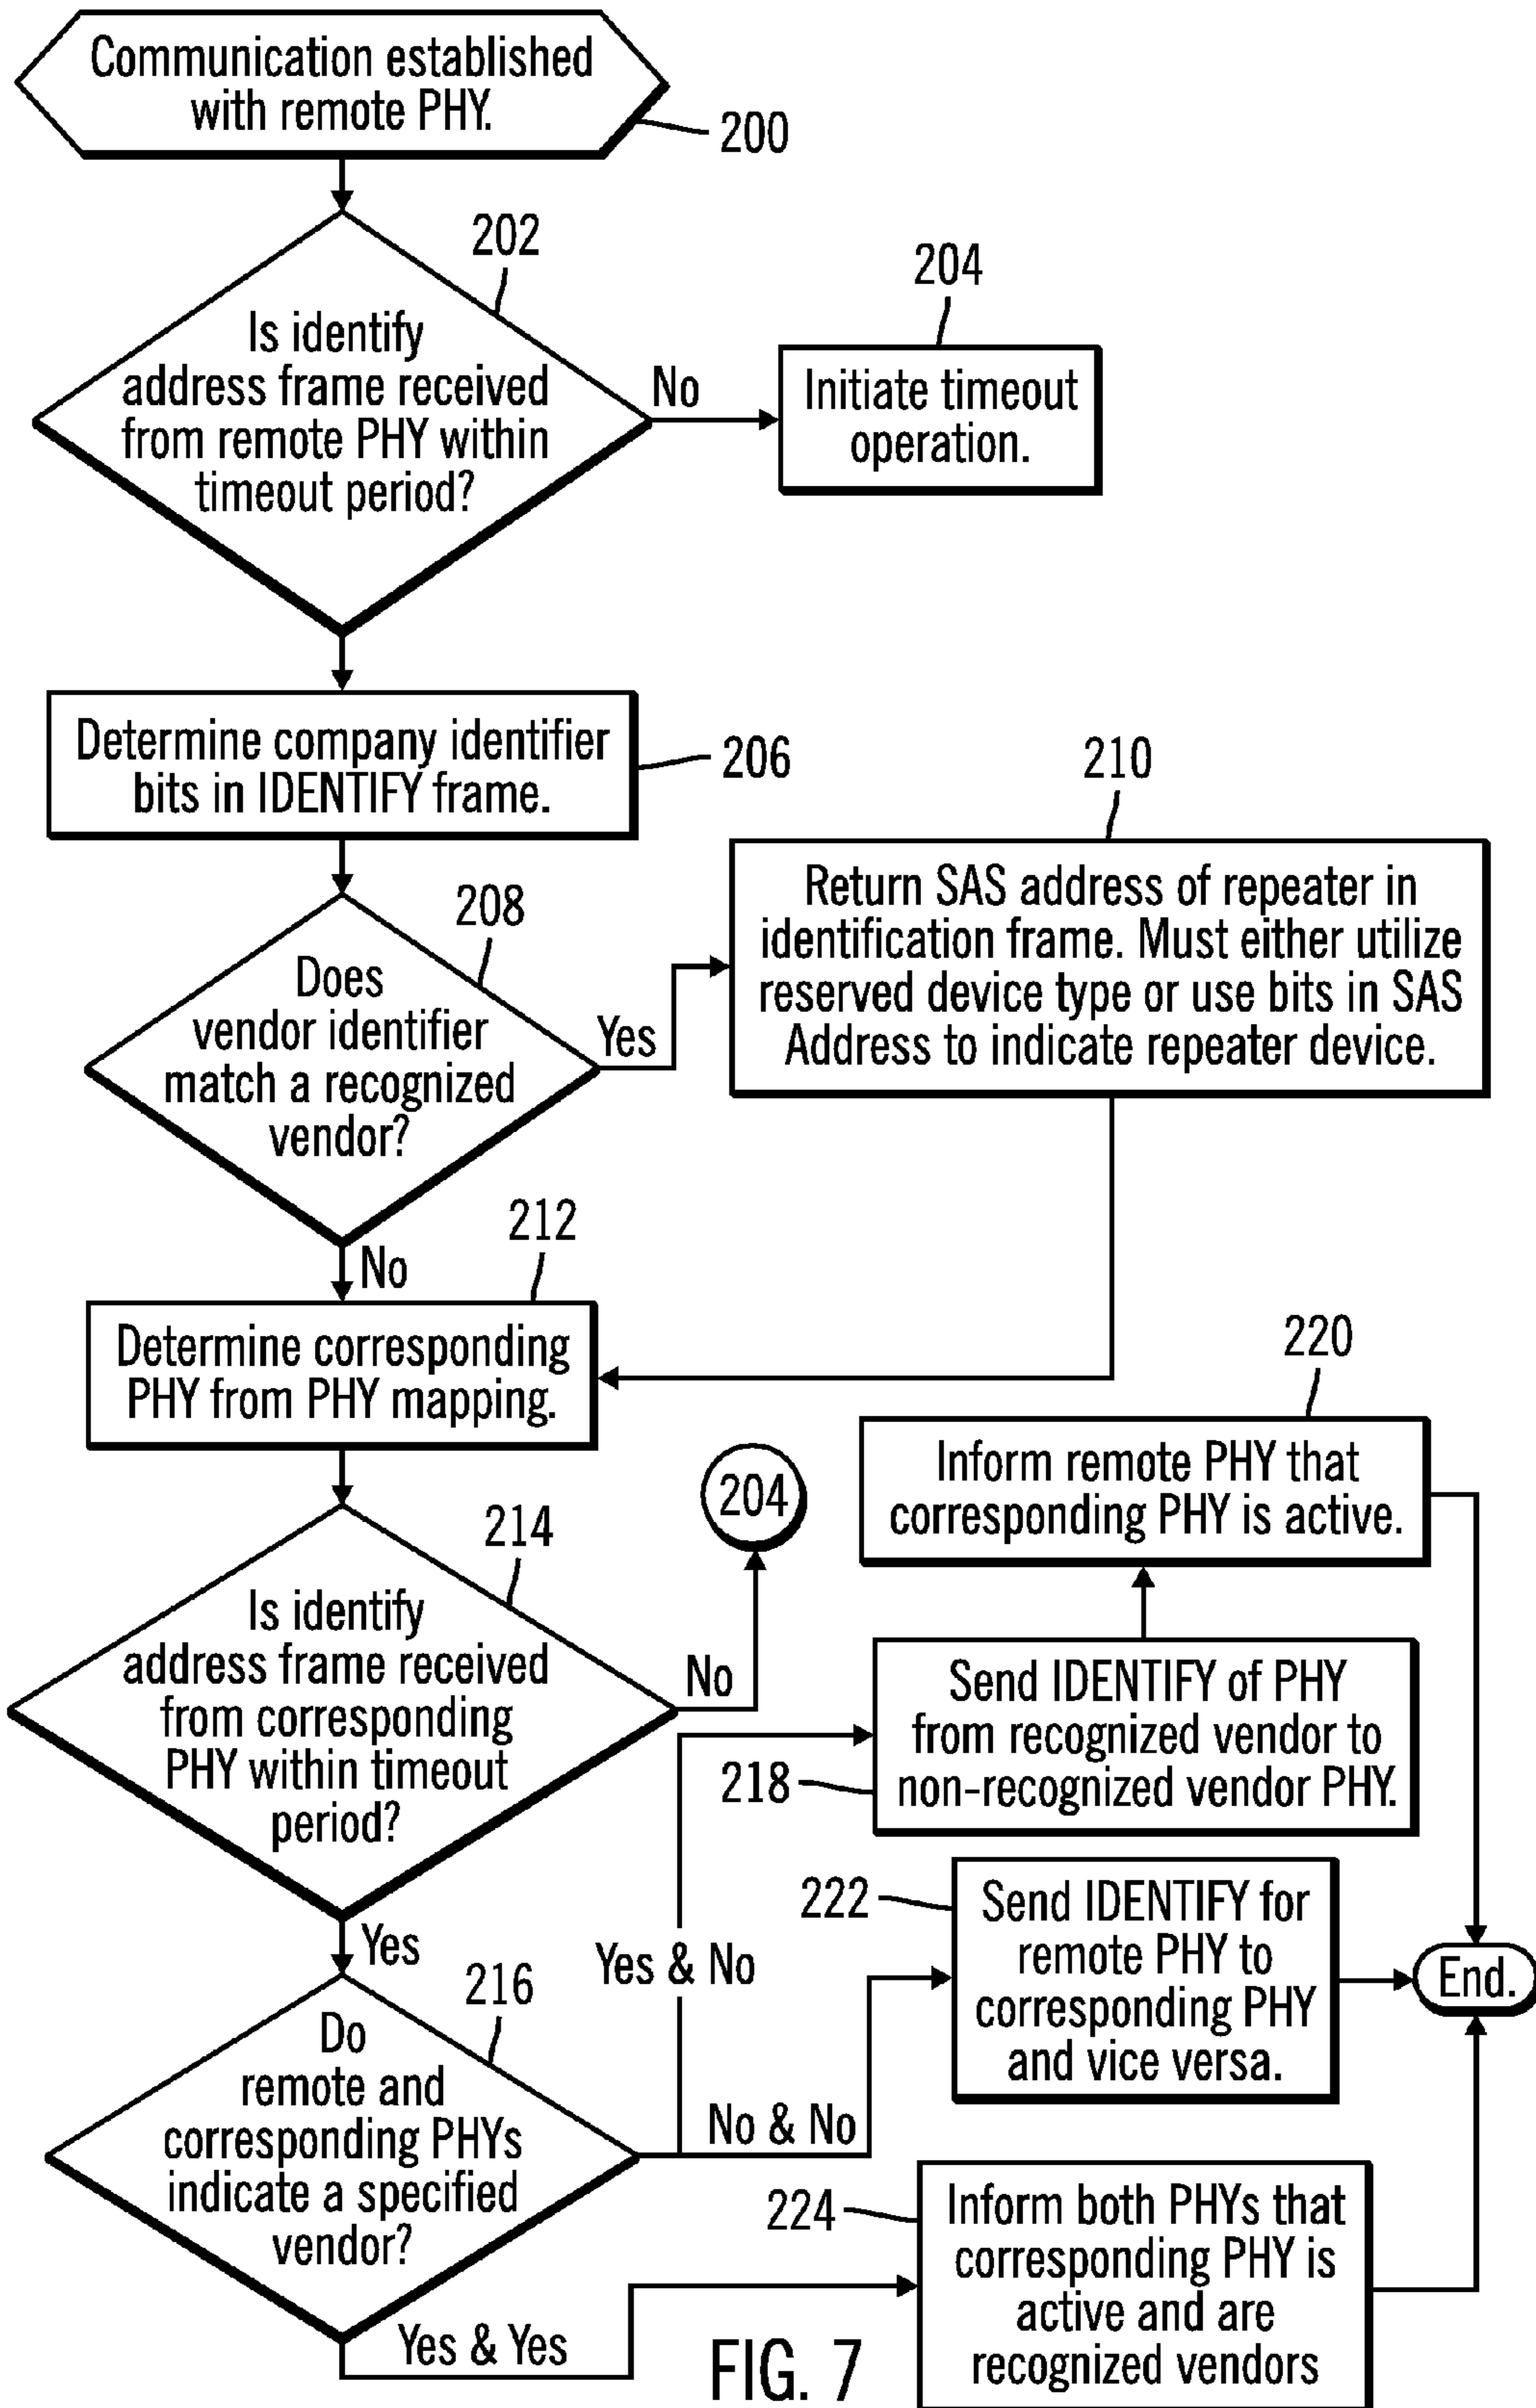 Communication established
with remote PHY.
200
202
Is identify
address frame received
from remote PHY within
timeout period?
No
204
Initiate timeout
operation.
Determine company identifier
bits in IDENTIFY frame.
206
208
Does
vendor identifier
match a recognized
vendor?
Yes
210
Return SAS address of repeater in
identification frame. Must either utilize
reserved device type or use bits in SAS
Address to indicate repeater device.
No
212
Determine corresponding
PHY from PHY mapping.
214
Is identify
address frame received
from corresponding
PHY within timeout
period?
No
204
220
Inform remote PHY that
corresponding PHY is active.
218
Send IDENTIFY of PHY
from recognized vendor to
non-recognized vendor PHY.
Yes
216
Do
remote and
corresponding PHYs
indicate a specified
vendor?
Yes & No
No & No
222
Send IDENTIFY for
remote PHY to
corresponding PHY
and vice versa.
End.
Yes & Yes
224
Inform both PHYs that
corresponding PHY is
active and are
recognized vendors
FIG. 7